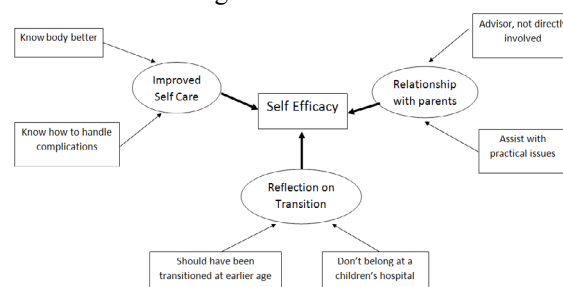 Know body better
Advisor, not directly
involved
Improved
Self Care
Relationship
with parents
Self Efficacy
Know how to handle
complications
Assist with
practical issues
Reflection on
Transition
Should have been
transitioned at earlier age
Don't belong at a
children's hospital